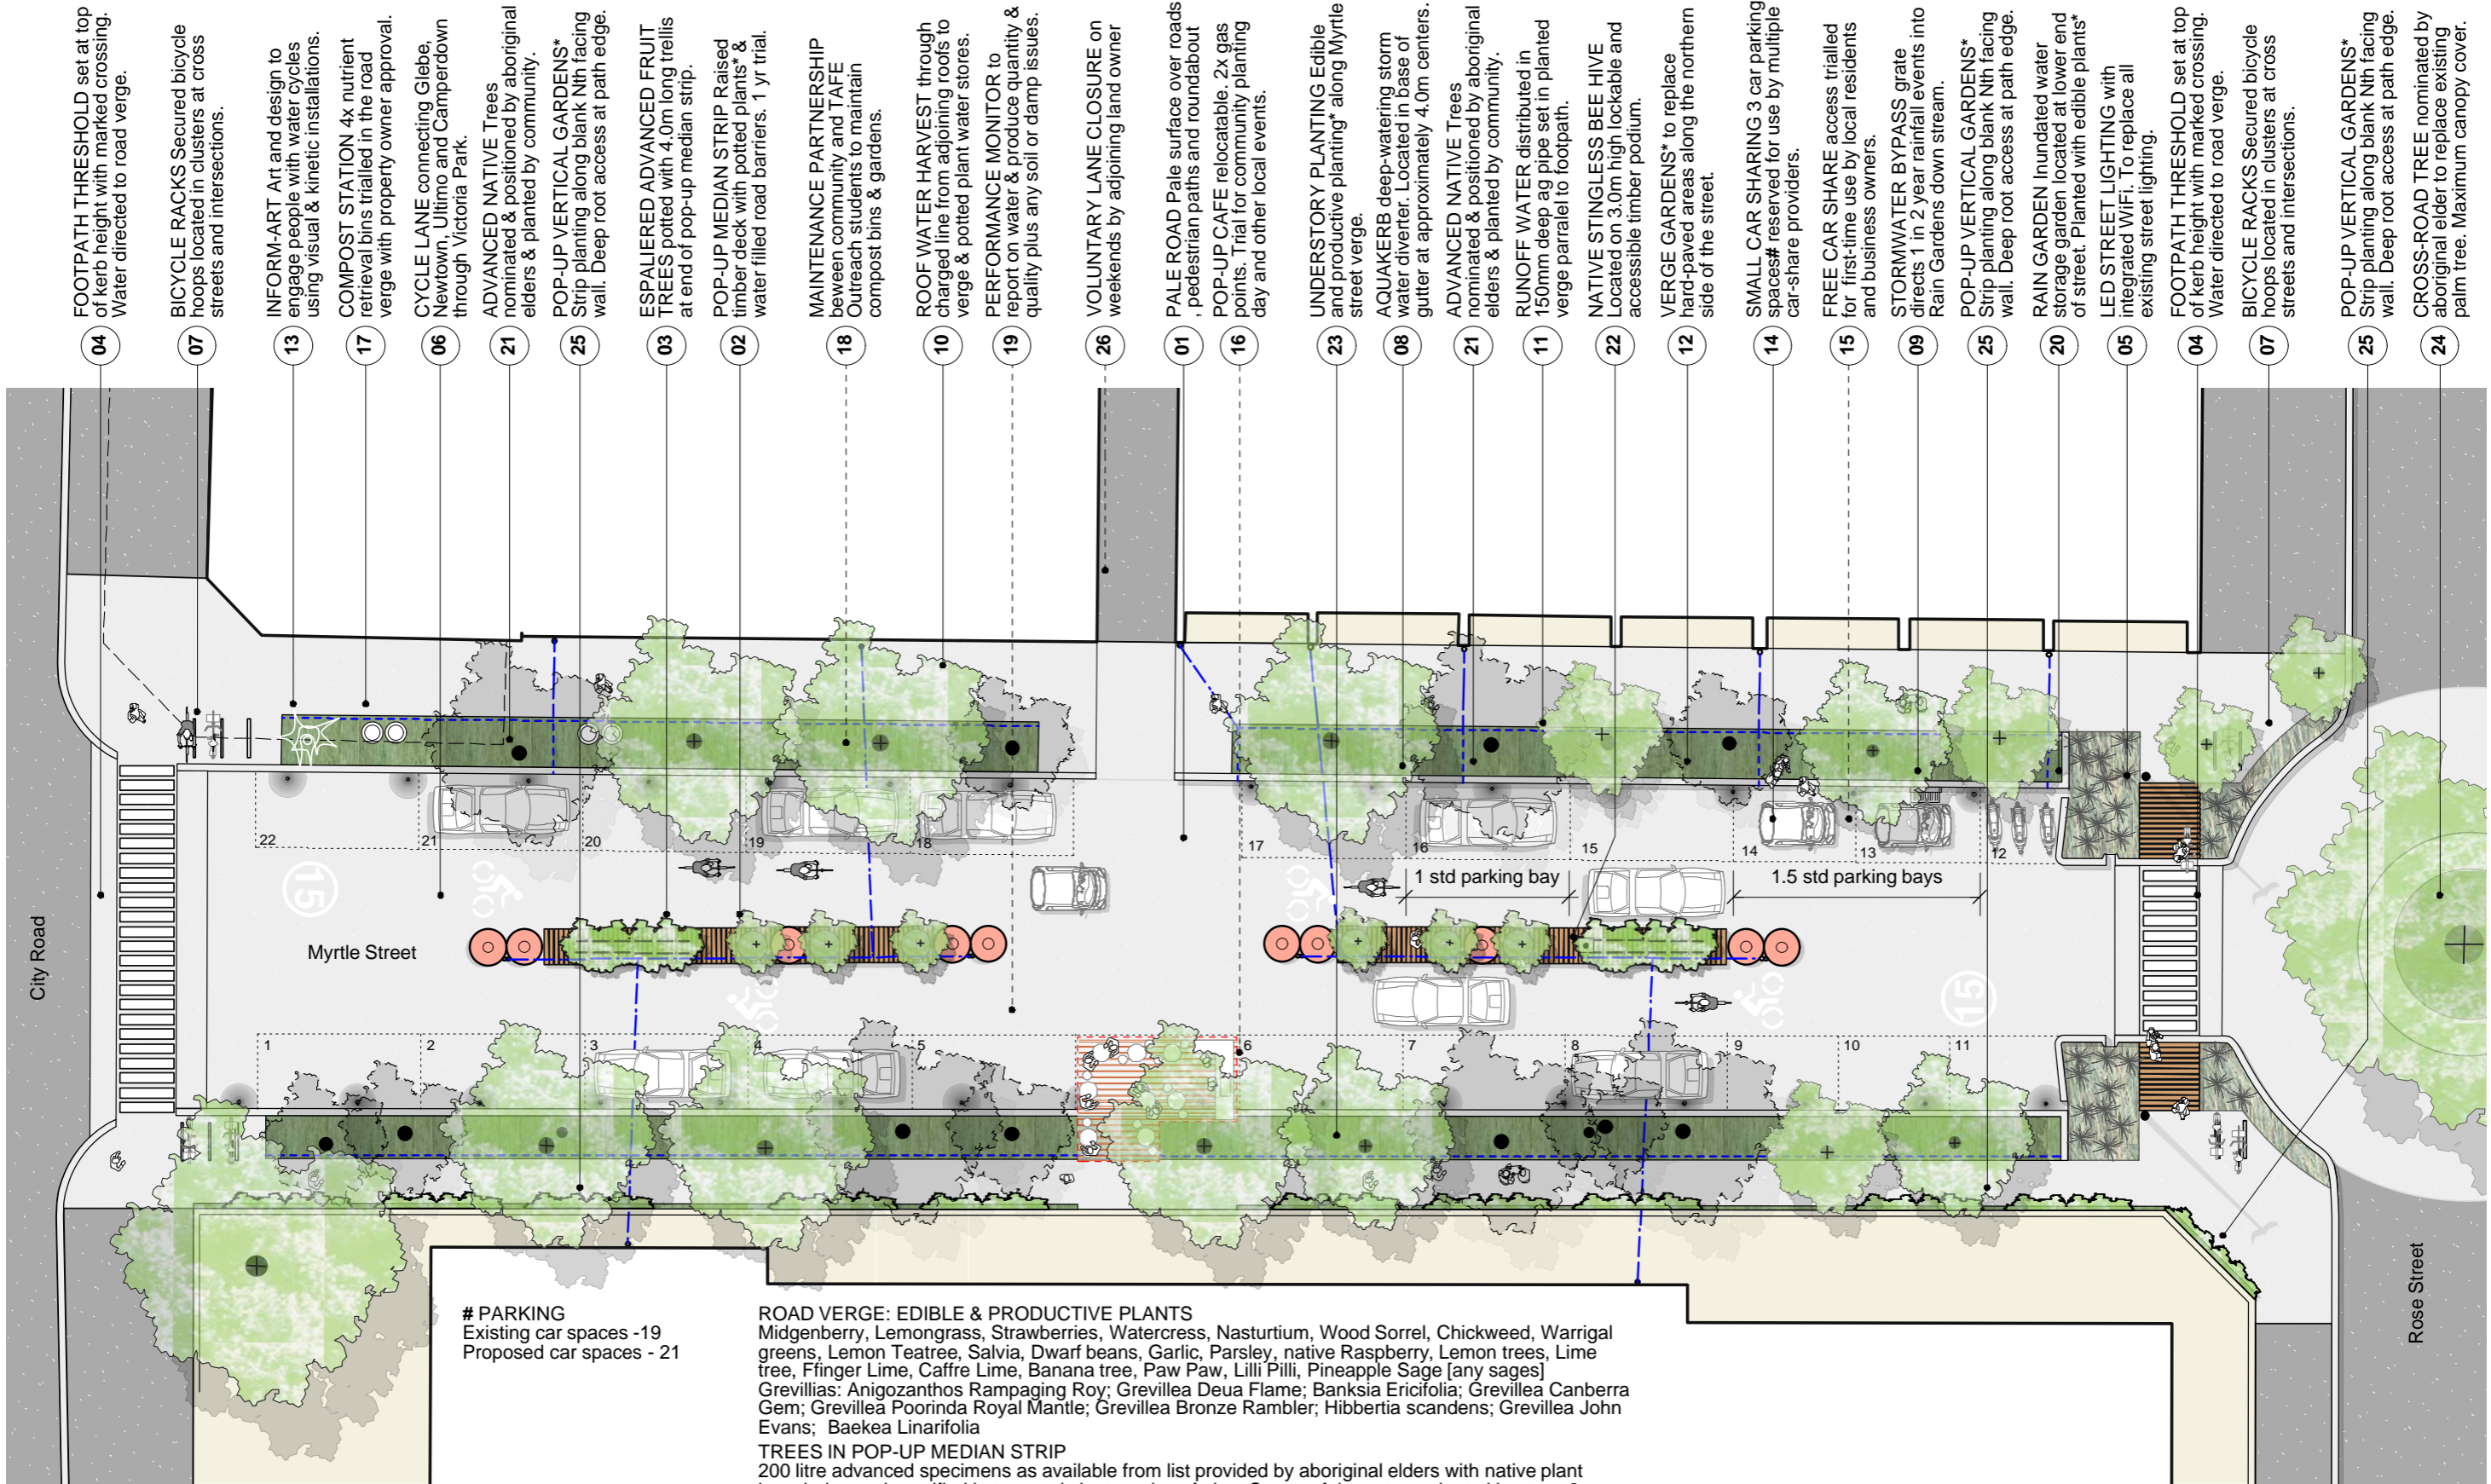 FOOTPATH THRESHOLD set at top
of kerb height with marked crossing.
Water directed to road verge.
04
BICYCLE RACKS Secured bicycle
hoops located in clusters at cross
streets and intersections.
07
INFORM-ART Art and design to
engage people with water cycles
using visual & kinetic installations.
13
COMPOST STATION 4x nutrient
retrieval bins trialled in the road
verge with property owner approval.
17
CYCLE LANE connecting Glebe,
Newtown, Ultimo and Camperdown
through Victoria Park.
06
ADVANCED NATIVE Trees
nominated & positioned by aboriginal
elders & planted by community.
21
POP-UP VERTICAL GARDENS*
Strip planting along blank Nth facing
wall. Deep root access at path edge.
25
ESPALIERED ADVANCED FRUIT
TREES potted with 4.0m long trellis
at end of pop-up median strip.
03
POP-UP MEDIAN STRIP Raised
timber deck with potted plants* &
water filled road barriers. 1 yr trial.
02
MAINTENANCE PARTNERSHIP
beween community and TAFE
Outreach students to maintain
compost bins & gardens.
18
ROOF WATER HARVEST through
charged line from adjoining roofs to
verge & potted plant water stores.
10
PERFORMANCE MONITOR to
report on water & produce quantity &
quality plus any soil or damp issues.
19
VOLUNTARY LANE CLOSURE on
weekends by adjoining land owner
26
PALE ROAD Pale surface over roads
, pedestrian paths and roundabout
01
POP-UP CAFE relocatable. 2x gas
points. Trial for community planting
day and other local events.
16
UNDERSTORY PLANTING Edible
and productive planting* along Myrtle
street verge.
23
AQUAKERB deep-watering storm
water diverter. Located in base of
gutter at approximately 4.0m centers.
08
ADVANCED NATIVE Trees
nominated & positioned by aboriginal
elders & planted by community.
21
RUNOFF WATER distributed in
150mm deep ag pipe set in planted
verge parralel to footpath.
11
NATIVE STINGLESS BEE HIVE
Located on 3.0m high lockable and
accessible timber podium.
22
VERGE GARDENS* to replace
hard-paved areas along the northern
side of the street.
12
SMALL CAR SHARING 3 car parking
spaces# reserved for use by multiple
car-share providers.
14
FREE CAR SHARE access trialled
for first-time use by local residents
and business owners.
15
STORMWATER BYPASS grate
directs 1 in 2 year rainfall events into
Rain Gardens down stream.
09
POP-UP VERTICAL GARDENS*
Strip planting along blank Nth facing
wall. Deep root access at path edge.
25
RAIN GARDEN Inundated water
storage garden located at lower end
of street. Planted with edible plants*
20
LED STREET LIGHTING with
integrated WiFi. To replace all
existing street lighting.
05
FOOTPATH THRESHOLD set at top
of kerb height with marked crossing.
Water directed to road verge.
04
BICYCLE RACKS Secured bicycle
hoops located in clusters at cross
streets and intersections.
07
POP-UP VERTICAL GARDENS*
Strip planting along blank Nth facing
wall. Deep root access at path edge.
25
CROSS-ROAD TREE nominated by
aboriginal elder to replace existing
palm tree. Maximum canopy cover.
24
22 21 20 19 18 17 16 15 14 13 12
15
1 std parking bay
1.5 std parking bays
City Road
Myrtle Street
15
1 2 3 4 5 6 7 8 9 10 11
Rose Street
# PARKING
Existing car spaces -19
Proposed car spaces - 21
ROAD VERGE: EDIBLE & PRODUCTIVE PLANTS
Midgenberry, Lemongrass, Strawberries, Watercress, Nasturtium, Wood Sorrel, Chickweed, Warrigal
greens, Lemon Teatree, Salvia, Dwarf beans, Garlic, Parsley, native Raspberry, Lemon trees, Lime
tree, Ffinger Lime, Caffre Lime, Banana tree, Paw Paw, Lilli Pilli, Pineapple Sage [any sages]
Grevillias: Anigozanthos Rampaging Roy; Grevillea Deua Flame; Banksia Ericifolia; Grevillea Canberra
Gem; Grevillea Poorinda Royal Mantle; Grevillea Bronze Rambler; Hibbertia scandens; Grevillea John
Evans; Baekea Linarifolia
TREES IN POP-UP MEDIAN STRIP
200 litre advanced specimens as available from list provided by aboriginal elders with native plant